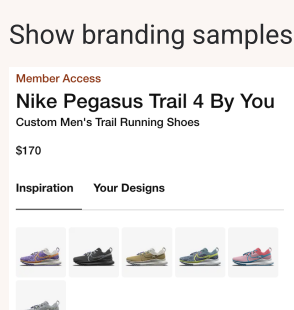 Show branding samples
Member Access
Nike Pegasus Trail 4 By You
Custom Men's Trail Running Shoes
$170
Inspiration Your Designs